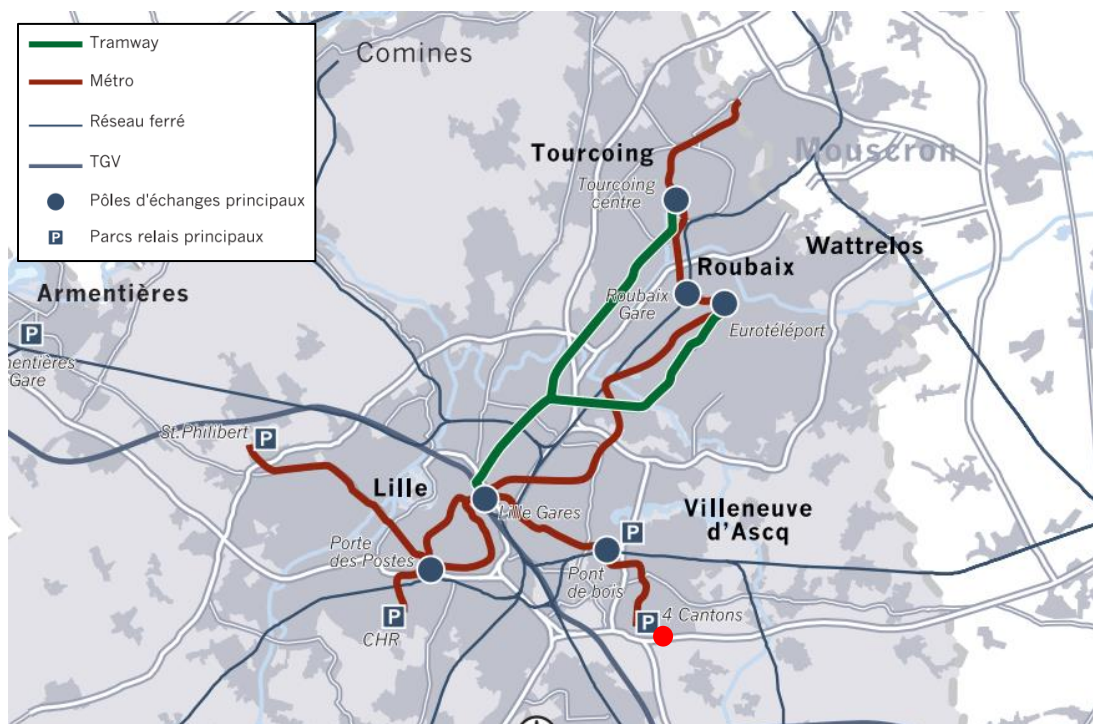 Tramway
Métro
Réseau ferré
TGV
Pôles d'échanges principaux
P Parcs relais principaux
Comines
Mouscron
Tourcoing
Tourcoing
centre
Wattrelos
Roubaix
Roubaix
Gare
Eurotéléport
Armentières
P
mentières
Gare
St.Philibert
P
Lille
Lille Gares
Villeneuve
d'Ascq
P
Porte
des Postes
Pont
de bois
P
4 Cantons
P
CHR